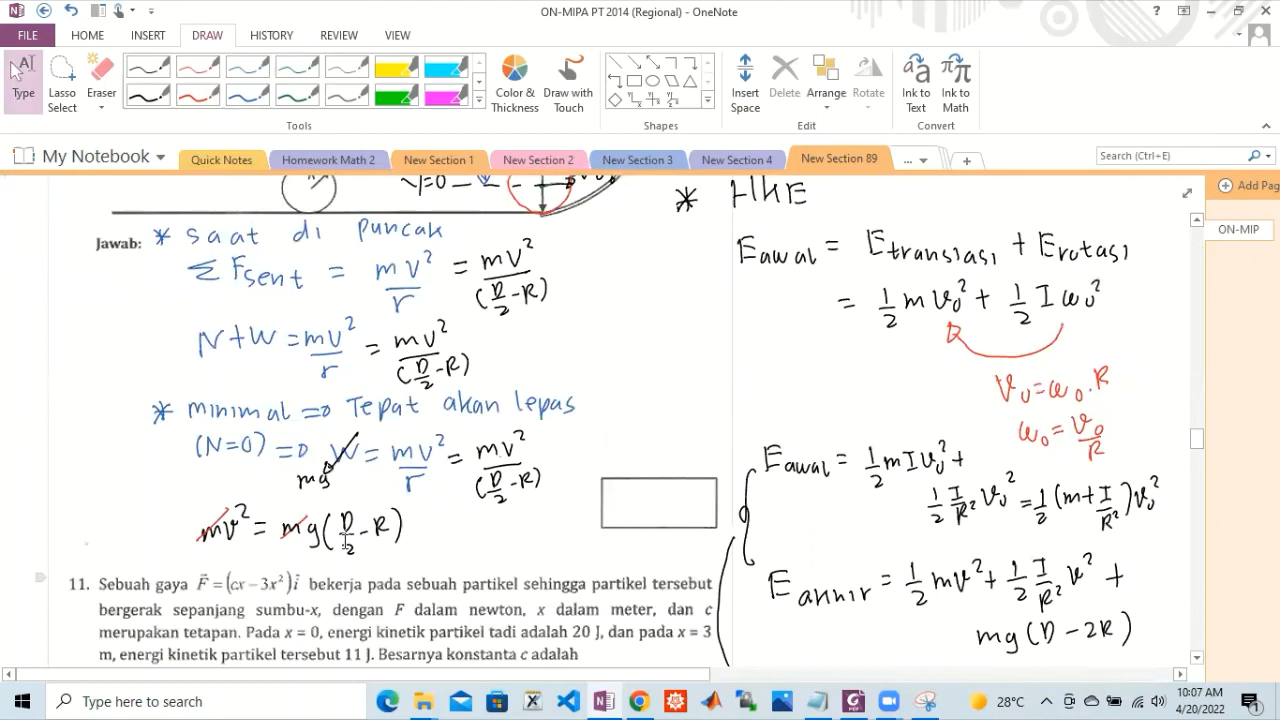 ON-MIPA PT 2014 (Regional) - OneNote
FILE HOME INSERT DRAW HISTORY REVIEW VIEW
Type
Lasso Select
Eraser
Color & Thickness
Draw with Touch
Insert Space
Delete
Arrange
Rotate
Ink to Text
Ink to Math
Tools Shapes Edit Convert
My Notebook Quick Notes Homework Math 2 New Section 1 New Section 2 New Section 3 New Section 4 New Section 89 ... +
Search (Ctrl+E)
Add Pag
ON-MIP
Jawab: * saat di puncak
Σ Fsent = mv²/r = mv²/(D/2 - R)
N+W = mv²/r = mv²/(D/2 - R)
* minimal => Tepat akan lepas
(N=0) => W = mv²/r = mv²/(D/2 - R)
mg
mv² = mg(D/2 - R)
* HKE
Eawal = Etranslasi + Erotasi
= 1/2 m v₀² + 1/2 I ω₀²
v₀ = ω₀ . R
ω₀ = v₀/R
Eawal = 1/2 m I v₀² +
1/2 I/R² v₀² = 1/2 (m + I/R²) v₀²
Eakhir = 1/2 mv² + 1/2 I/R² v² +
mg(D - 2R)
11. Sebuah gaya F⃗ = (cx − 3x²) i⃗ bekerja pada sebuah partikel sehingga partikel tersebut
bergerak sepanjang sumbu-x, dengan F dalam newton, x dalam meter, dan c
merupakan tetapan. Pada x = 0, energi kinetik partikel tadi adalah 20 J, dan pada x = 3
m, energi kinetik partikel tersebut 11 J. Besarnya konstanta c adalah
Type here to search
28°C
10:07 AM
4/20/2022